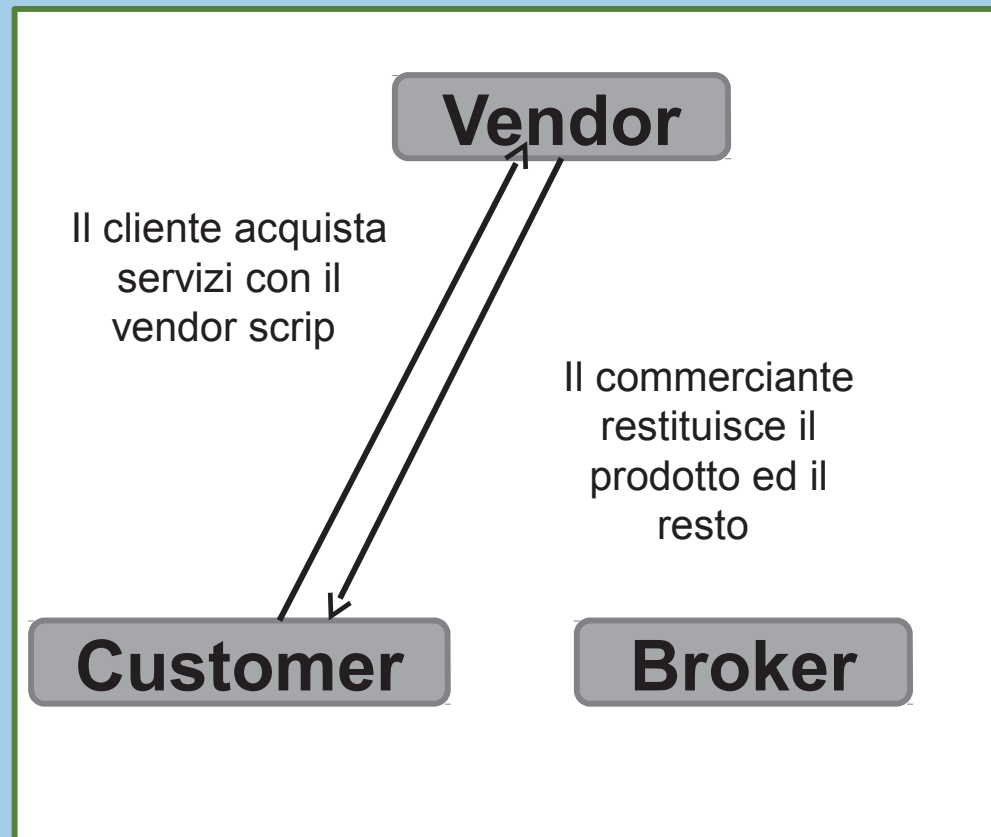 Vendor
Il cliente acquista
servizi con il
vendor scrip
Il commerciante
restituisce il
prodotto ed il
resto
Customer
Broker